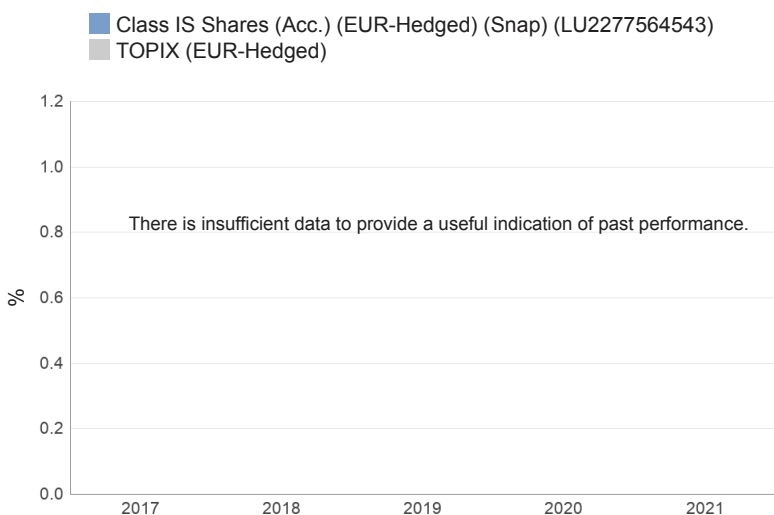 Class IS Shares (Acc.) (EUR-Hedged) (Snap) (LU2277564543)
TOPIX (EUR-Hedged)
1.2
1.0
There is insufficient data to provide a useful indication of past performance.
0.8
%
0.6
0.4
0.2
0.0
2017 2018 2019 2020 2021